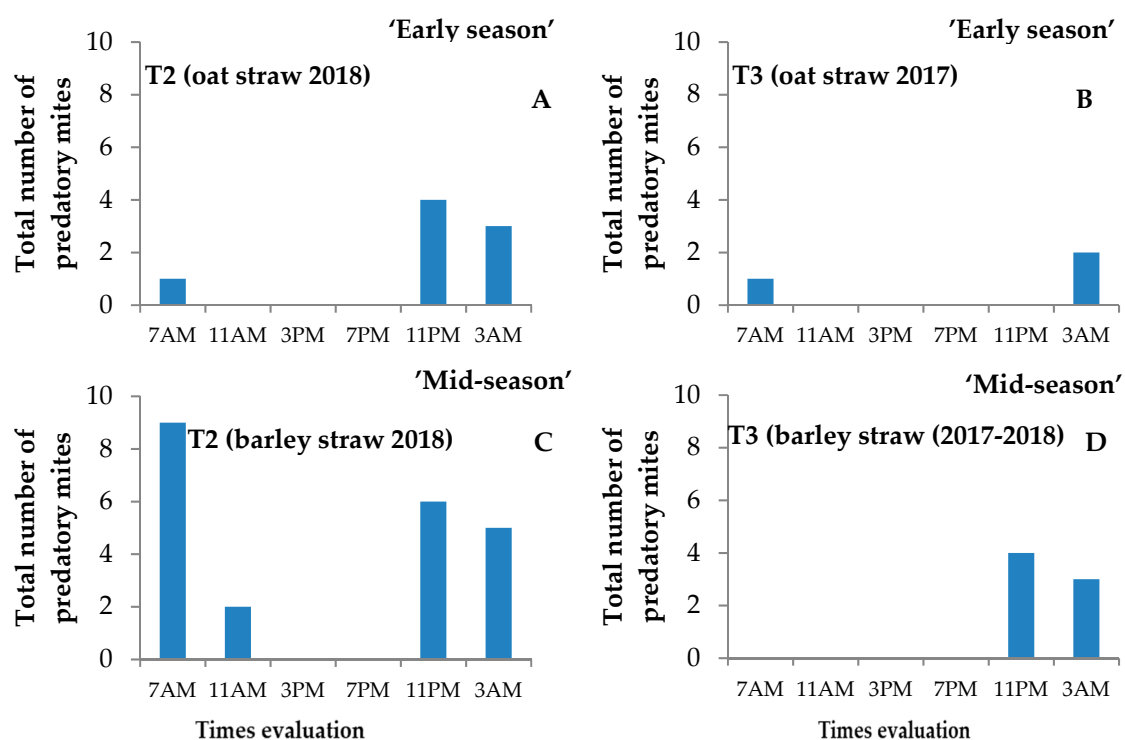 ‘Early season’
T2 (oat straw 2018)
A
Total number of
predatory mites
10
8
6
4
2
0
7AM 11AM 3PM 7PM 11PM 3AM
’Early season’
T3 (oat straw 2017)
B
Total number of
predatory mites
10
8
6
4
2
0
7AM 11AM 3PM 7PM 11PM 3AM
’Mid-season’
T2 (barley straw 2018)
C
Total number of
predatory mites
10
8
6
4
2
0
7AM 11AM 3PM 7PM 11PM 3AM
Times evaluation
‘Mid-season’
T3 (barley straw (2017-2018)
D
Total number of
predatory mites
10
8
6
4
2
0
7AM 11AM 3PM 7PM 11PM 3AM
Times evaluation